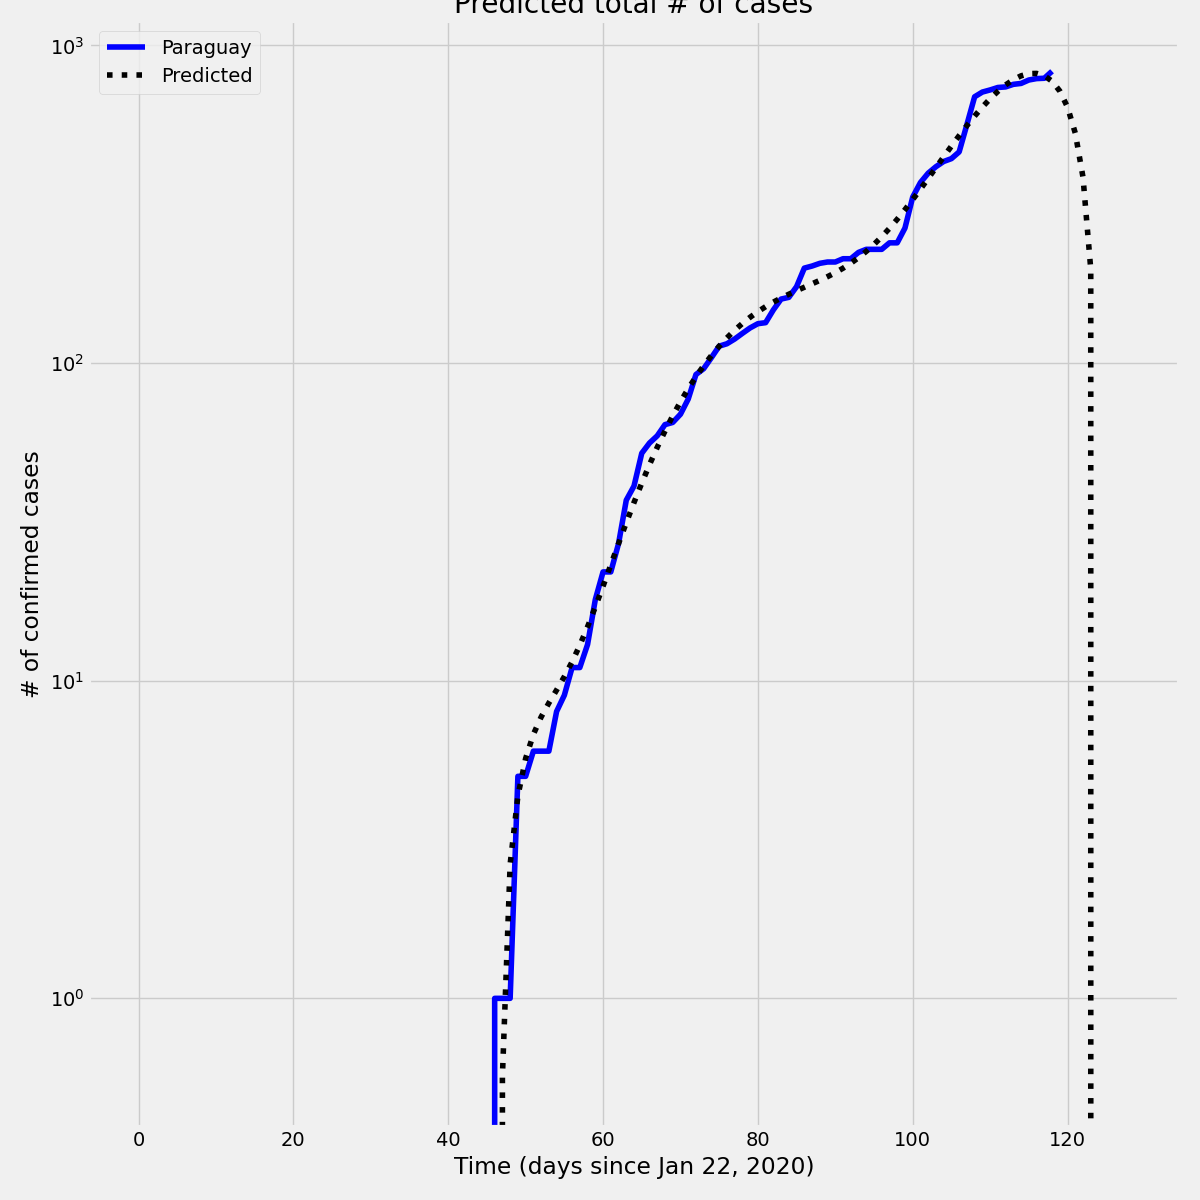 Predicted total # of cases
Paraguay
Predicted
10³
10²
10¹
10⁰
# of confirmed cases
0 20 40 60 80 100 120
Time (days since Jan 22, 2020)